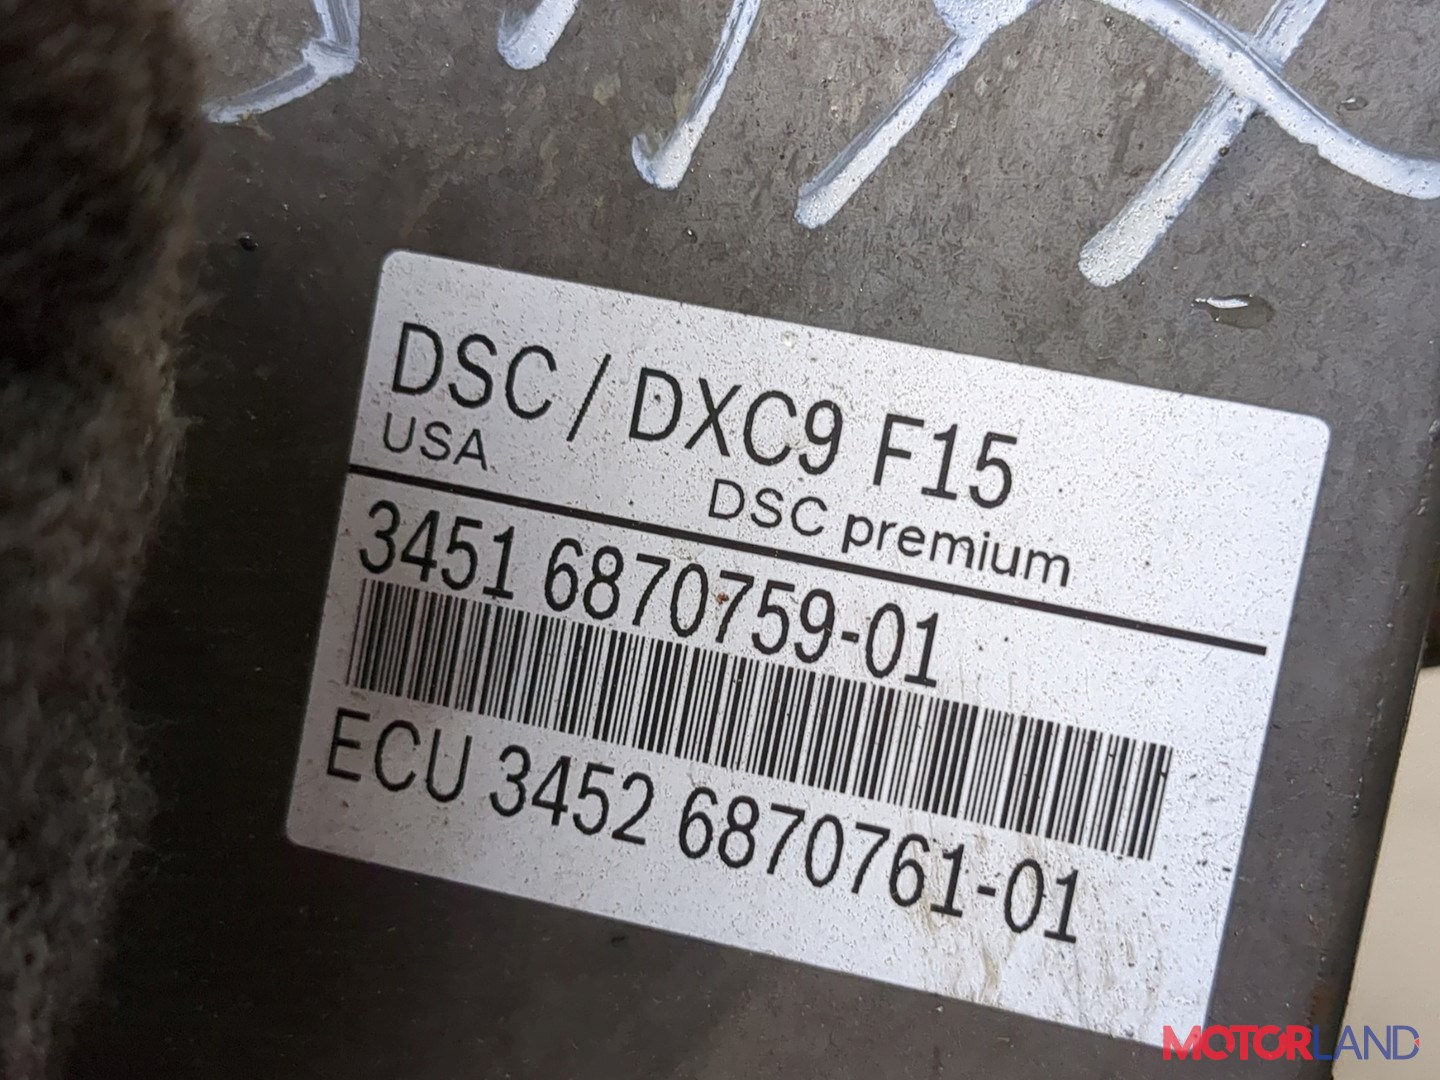 DSC / DXC9 F15
USA DSC premium
3451 6870759-01
ECU 3452 6870761-01
MOTORLAND